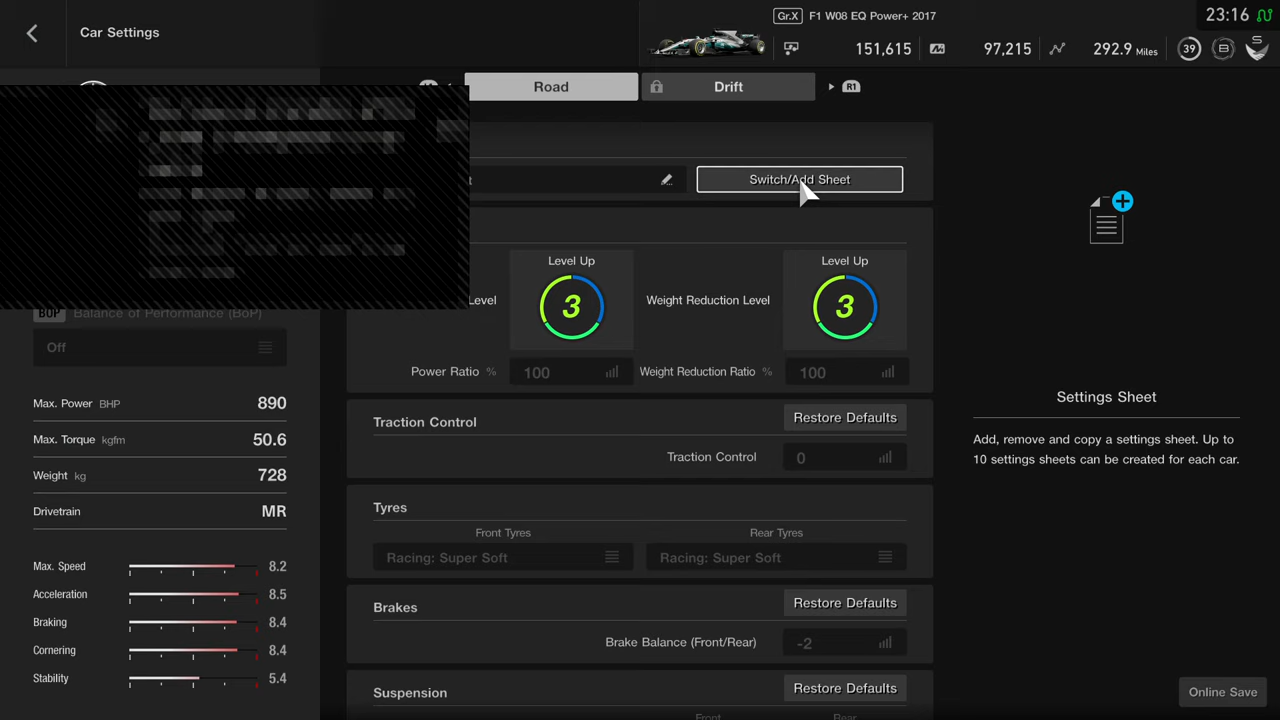 Gr.X F1 W08 EQ Power+ 2017
23:16
Car Settings
151,615
97,215
292.9 Miles
39
B
S
Road
Drift
R1
Switch/Add Sheet
Level Up
Level Up
3
Weight Reduction Level
3
BOP Balance of Performance (BoP)
Off
Power Ratio % 100
Weight Reduction Ratio % 100
Max. Power BHP 890
Max. Torque kgfm 50.6
Weight kg 728
Drivetrain MR
Max. Speed 8.2
Acceleration 8.5
Braking 8.4
Cornering 8.4
Stability 5.4
Traction Control Restore Defaults
Traction Control 0
Tyres
Front Tyres Rear Tyres
Racing: Super Soft Racing: Super Soft
Brakes Restore Defaults
Brake Balance (Front/Rear) -2
Suspension Restore Defaults
Front Rear
Settings Sheet
Add, remove and copy a settings sheet. Up to
10 settings sheets can be created for each car.
Online Save